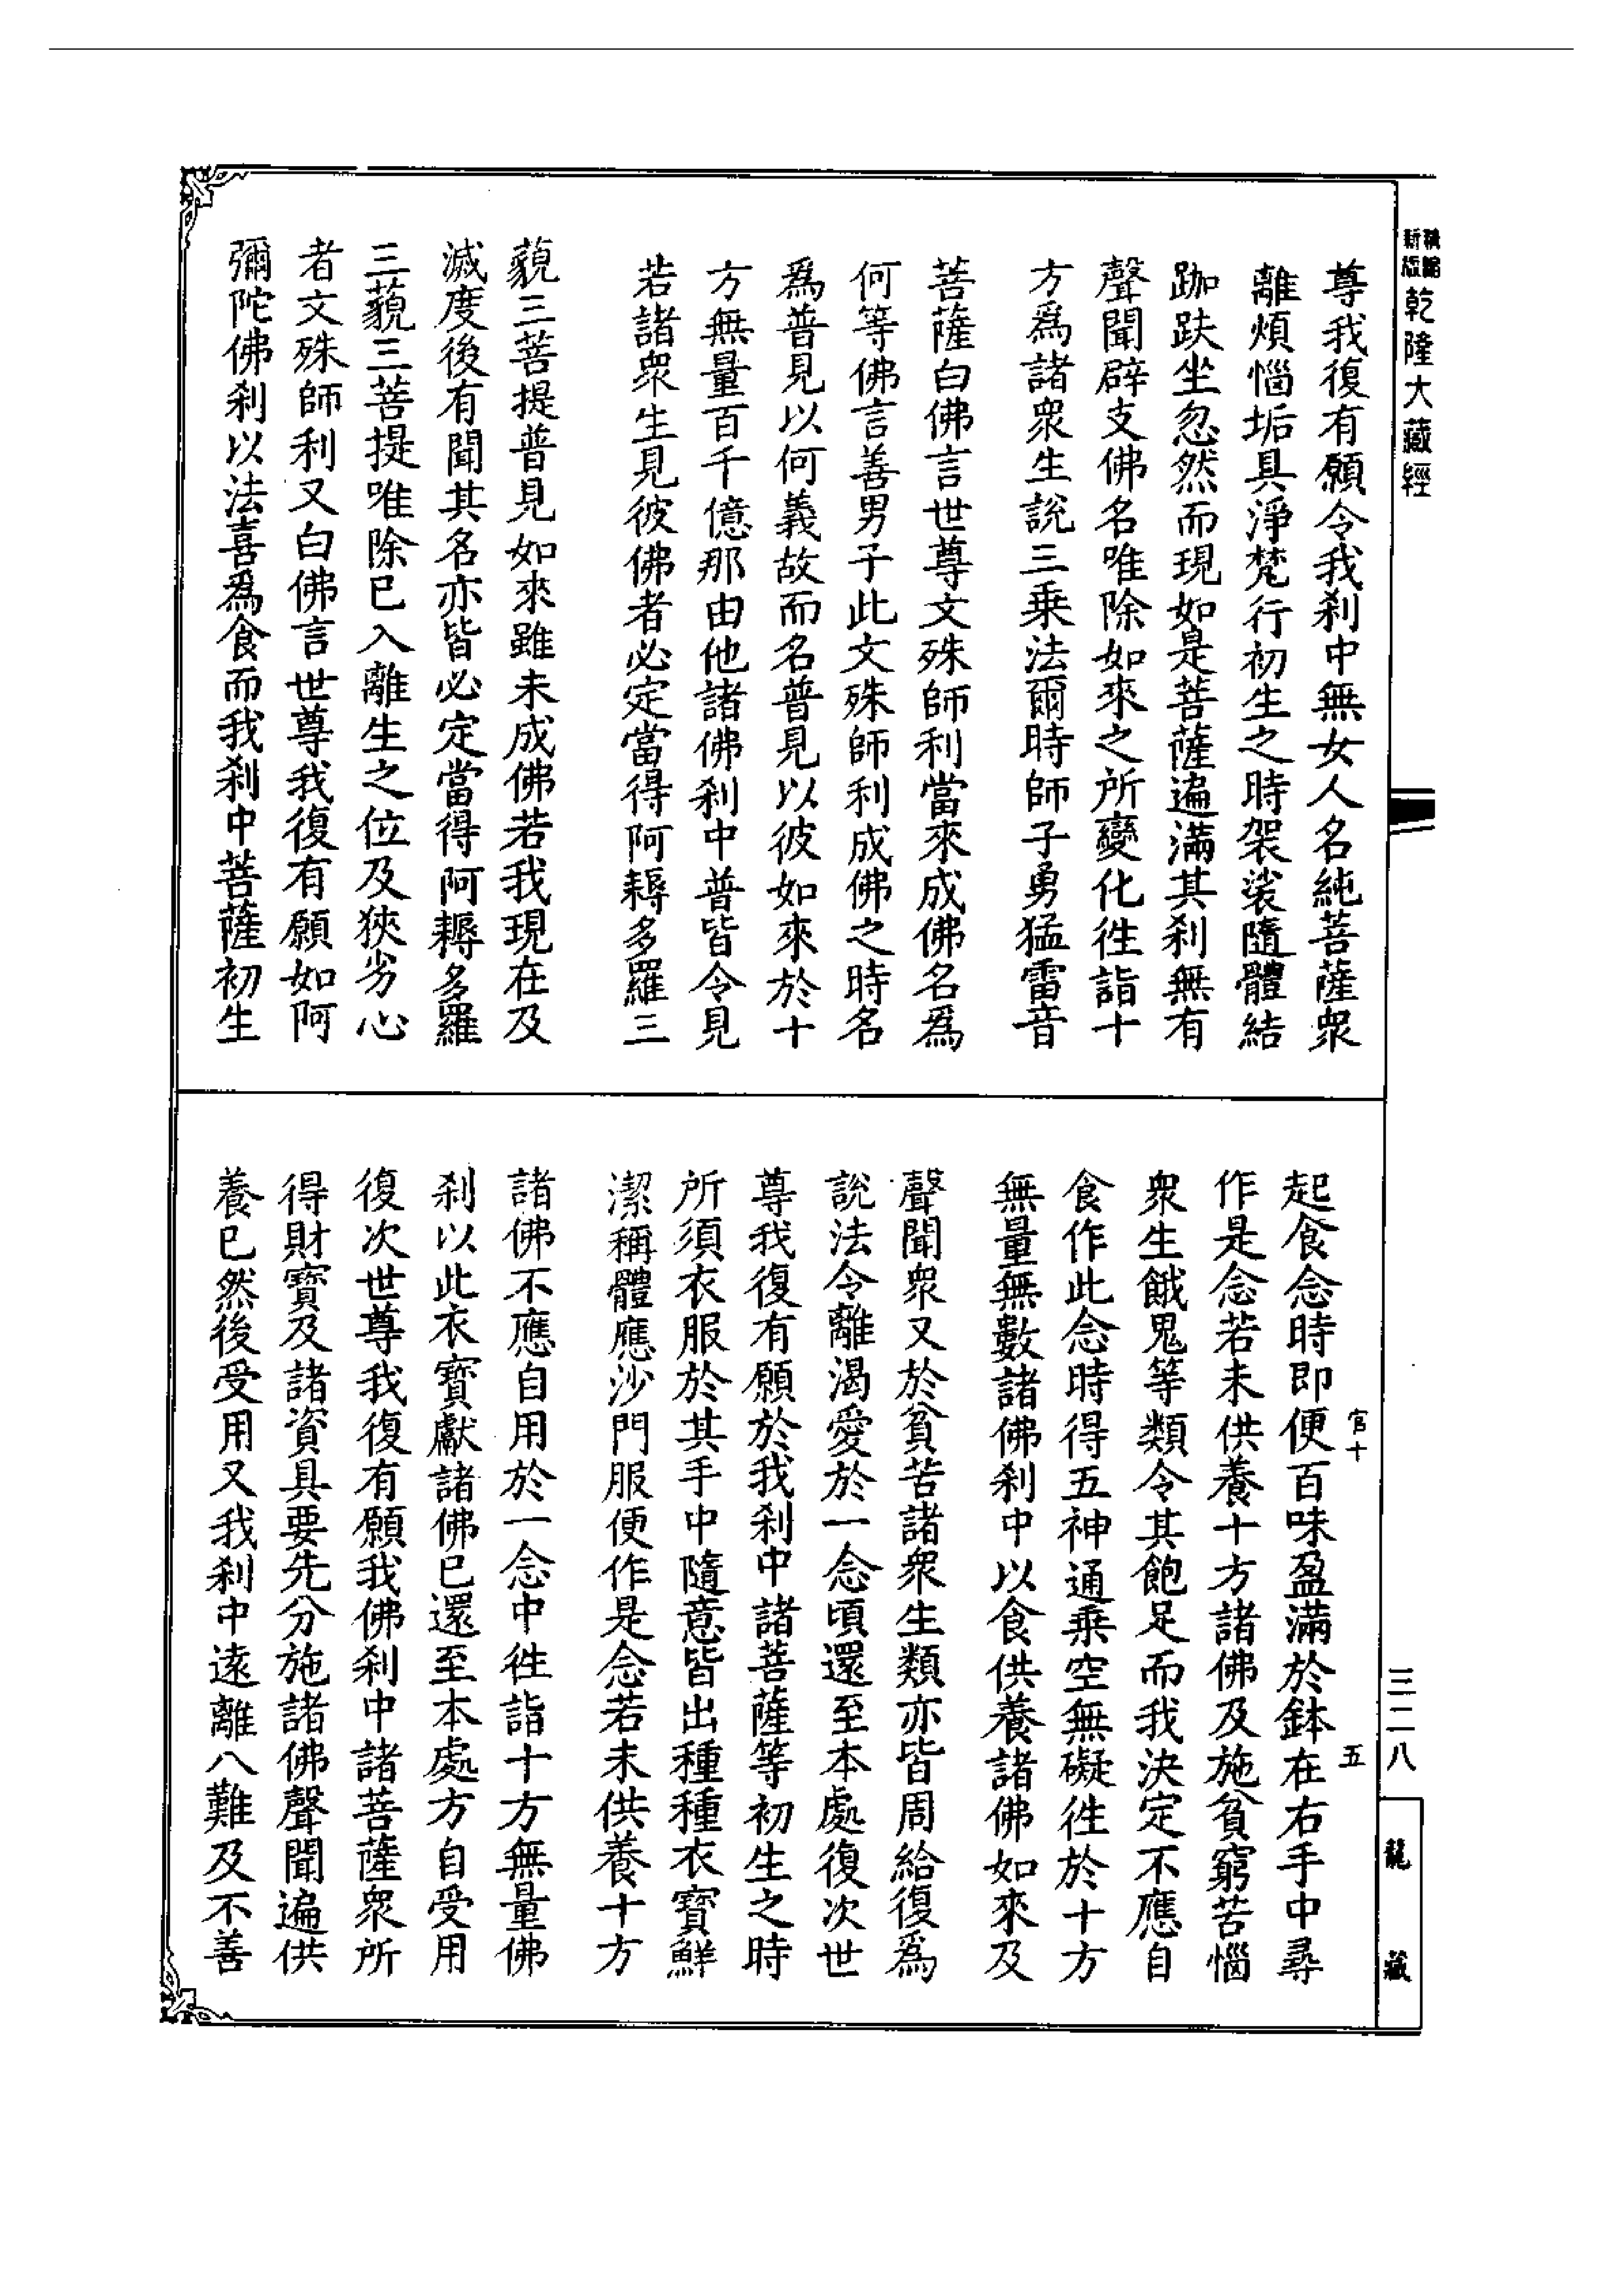 新版
乾隆大藏經
尊我復有願令我剎中無女人名純菩薩衆
離煩惱垢具淨梵行初生之時袈裟隨體結
跏趺坐忽然而現如是菩薩遍滿其剎無有
聲聞辟支佛名唯除如來之所變化徃詣十
方爲諸衆生說三乗法爾時師子勇猛雷音
菩薩白佛言世尊文殊師利當來成佛名爲
何等佛言善男子此文殊師利成佛之時名
爲普見以何義故而名普見以彼如來於十
方無量百千億那由他諸佛剎中普皆令見
若諸衆生見彼佛者必定當得阿耨多羅三
藐三菩提普見如來雖未成佛若我現在及
滅度後有聞其名亦皆必定當得阿耨多羅
三藐三菩提唯除已入離生之位及狹劣心
者文殊師利又白佛言世尊我復有願如阿
彌陀佛剎以法喜爲食而我剎中菩薩初生
起食念時即便百味盈滿於鉢在右手中尋
作是念若未供養十方諸佛及施貧窮苦惱
衆生餓鬼等類令其飽足而我決定不應自
食作此念時得五神通乗空無礙徃於十方
無量無數諸佛剎中以食供養諸佛如來及
聲聞衆又於貧苦諸衆生類亦皆周給復爲
說法令離渴愛於一念頃還至本處復次世
尊我復有願於我剎中諸菩薩等初生之時
所須衣服於其手中隨意皆出種種衣寶鮮
潔稱體應沙門服便作是念若未供養十方
諸佛不應自用於一念中徃詣十方無量佛
剎以此衣寶獻諸佛已還至本處方自受用
復次世尊我復有願我佛剎中諸菩薩衆所
得財寶及諸資具要先分施諸佛聲聞遍供
養已然後受用又我剎中遠離八難及不善
官十
五
三二八
龍藏